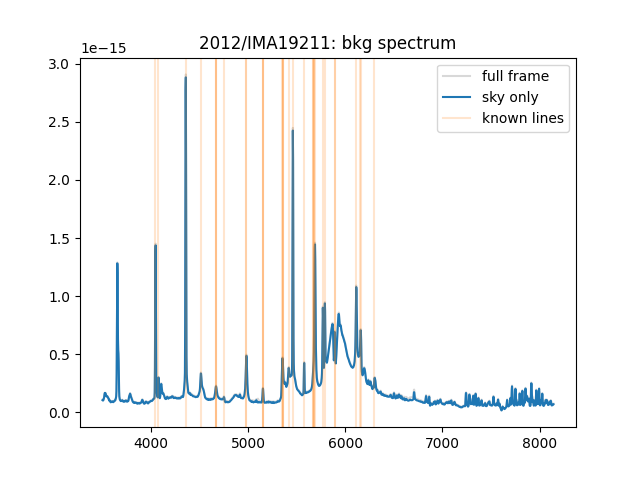 2012/IMA19211: bkg spectrum
1e−15
full frame
sky only
known lines
3.0
2.5
2.0
1.5
1.0
0.5
0.0
4000 5000 6000 7000 8000